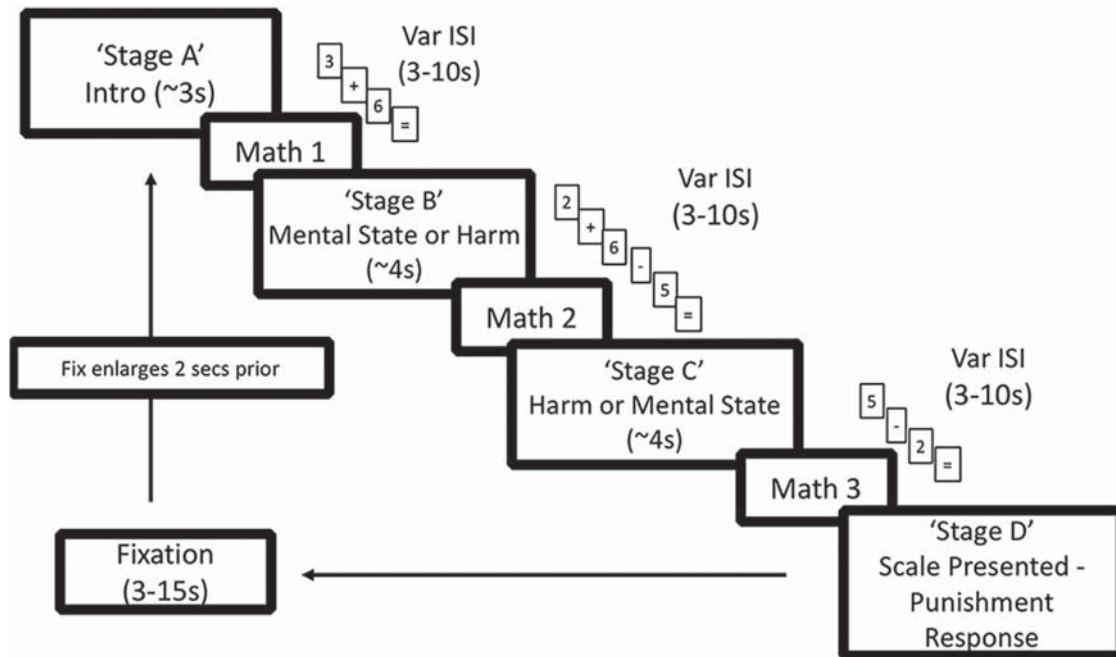 ‘Stage A’
Intro (~3s)
3
+
6
=
Var ISI
(3-10s)
Math 1
‘Stage B’
Mental State or Harm
(~4s)
2
+
6
-
5
=
Var ISI
(3-10s)
Math 2
‘Stage C’
Harm or Mental State
(~4s)
5
-
2
=
Var ISI
(3-10s)
Math 3
‘Stage D’
Scale Presented -
Punishment
Response
Fixation
(3-15s)
Fix enlarges 2 secs prior